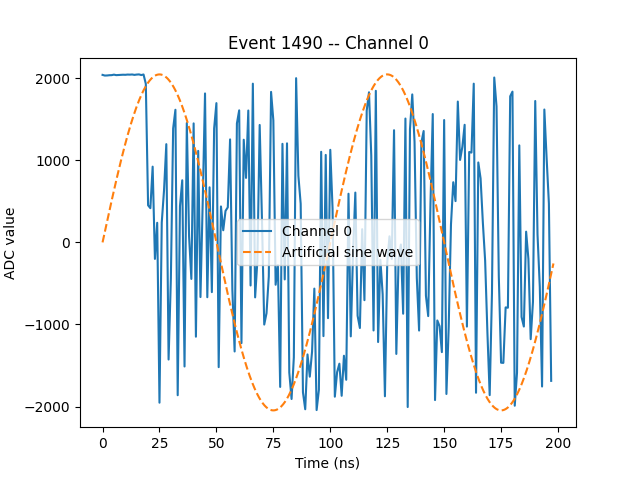 Event 1490 -- Channel 0
ADC value
2000
1000
0
−1000
−2000
Channel 0
Artificial sine wave
0 25 50 75 100 125 150 175 200
Time (ns)